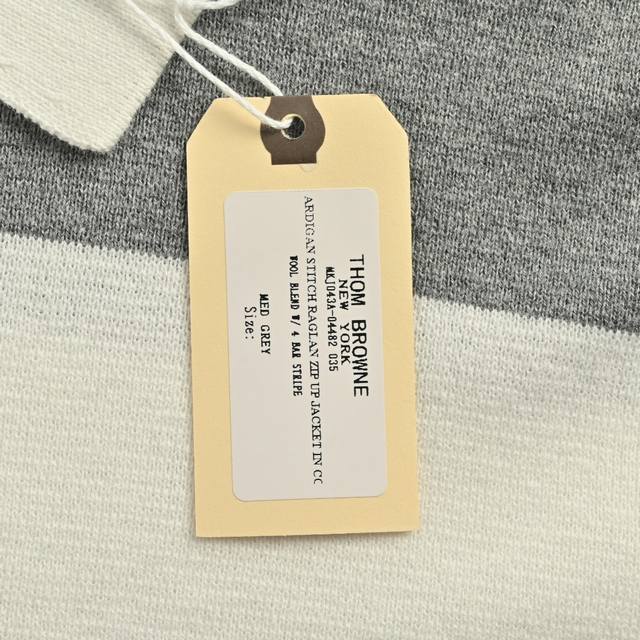 THOM BROWNE
NEW YORK
MKJ043A-04482 035
ARDIGAN STITCH RAGLAN ZIP UP JACKET IN CO
WOOL BLEND W/ 4 BAR STRIPE
MED GREY
Size: